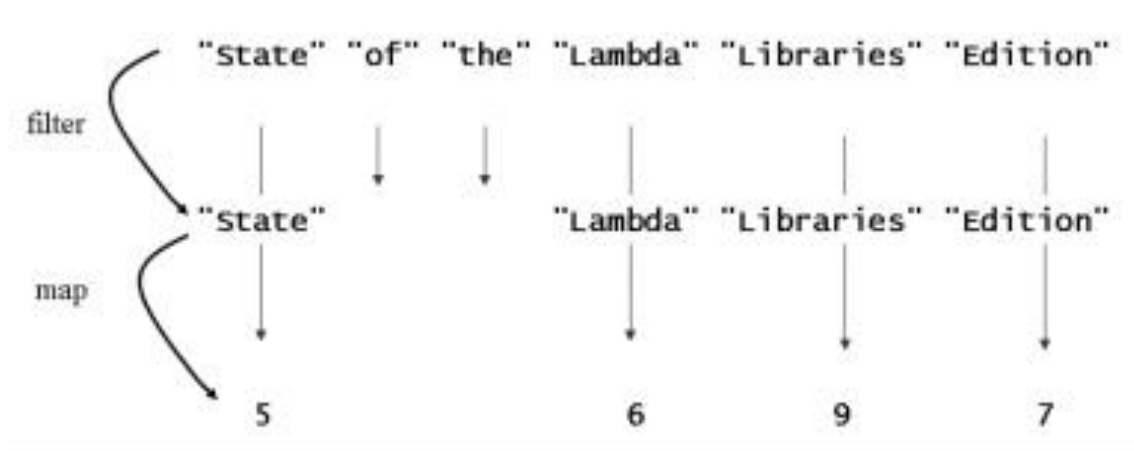 "State" "of" "the" "Lambda" "Libraries" "Edition"
filter
"State" "Lambda" "Libraries" "Edition"
map
5 6 9 7